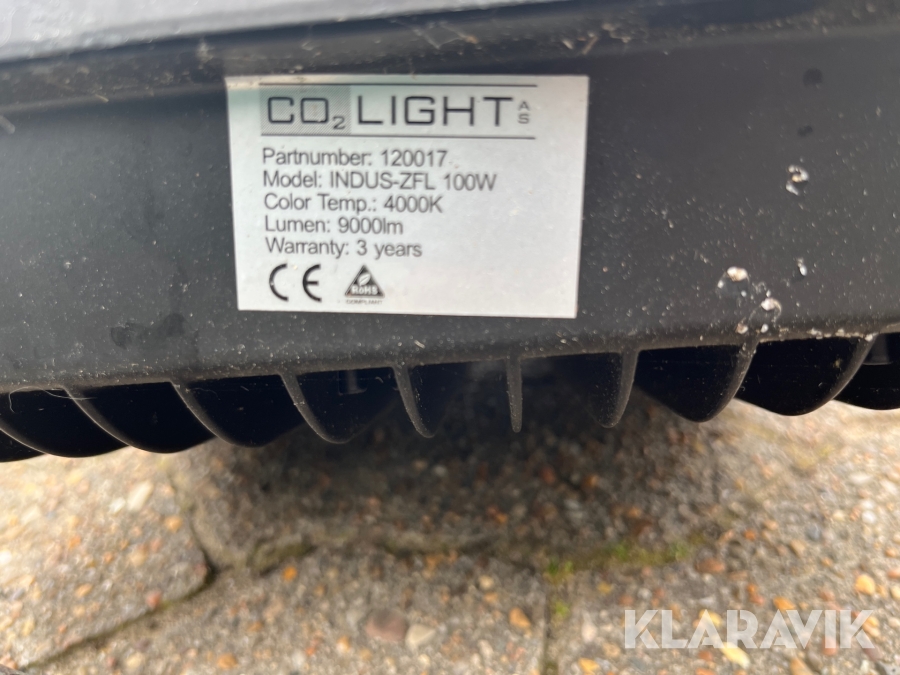 CO2 LIGHT AS
Partnumber: 120017
Model: INDUS-ZFL 100W
Color Temp.: 4000K
Lumen: 9000lm
Warranty: 3 years
CE RoHS
COMPLIANT
KLARAVIK